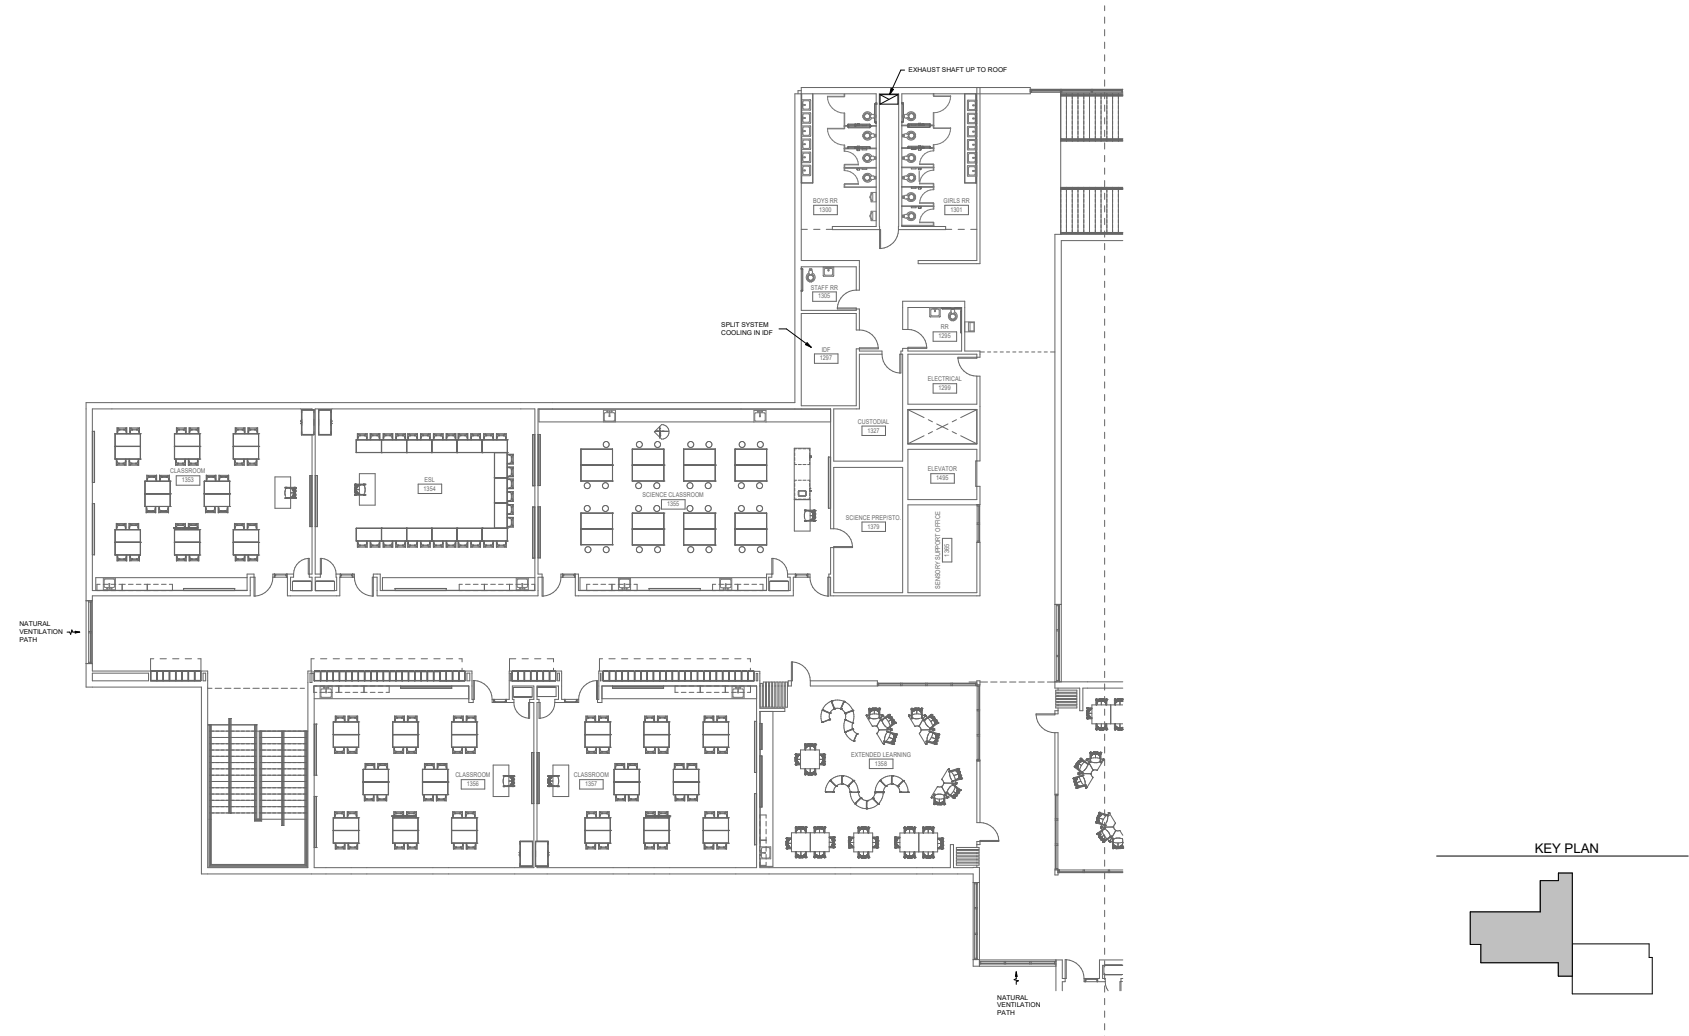 EXHAUST SHAFT UP TO ROOF
BOYS RR
1300
GIRLS RR
1301
STAFF RR
1305
SPLIT SYSTEM
COOLING IN IDF
IDF
1297
RR
1295
ELECTRICAL
1299
CUSTODIAL
1327
ELEVATOR
1495
CLASSROOM
1353
ESL
1354
SCIENCE CLASSROOM
1355
SCIENCE PREP/STO.
1379
SENSORY SUPPORT OFFICE
NATURAL
VENTILATION
PATH
CLASSROOM
1356
CLASSROOM
1357
EXTENDED LEARNING
1358
KEY PLAN
NATURAL
VENTILATION
PATH